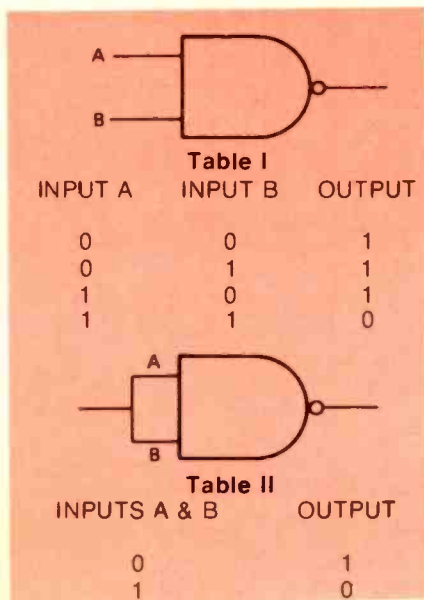 A
B
Table I
INPUT A INPUT B OUTPUT
0 0 1
0 1 1
1 0 1
1 1 0
A
B
Table II
INPUTS A & B OUTPUT
0 1
1 0